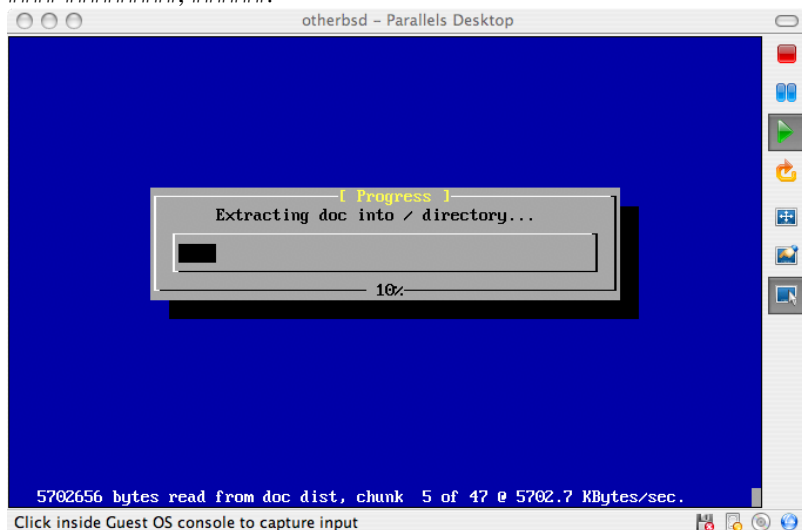 otherbsd – Parallels Desktop
[ Progress ]
Extracting doc into / directory...
10%
5702656 bytes read from doc dist, chunk  5 of 47 @ 5702.7 KBytes/sec.
Click inside Guest OS console to capture input